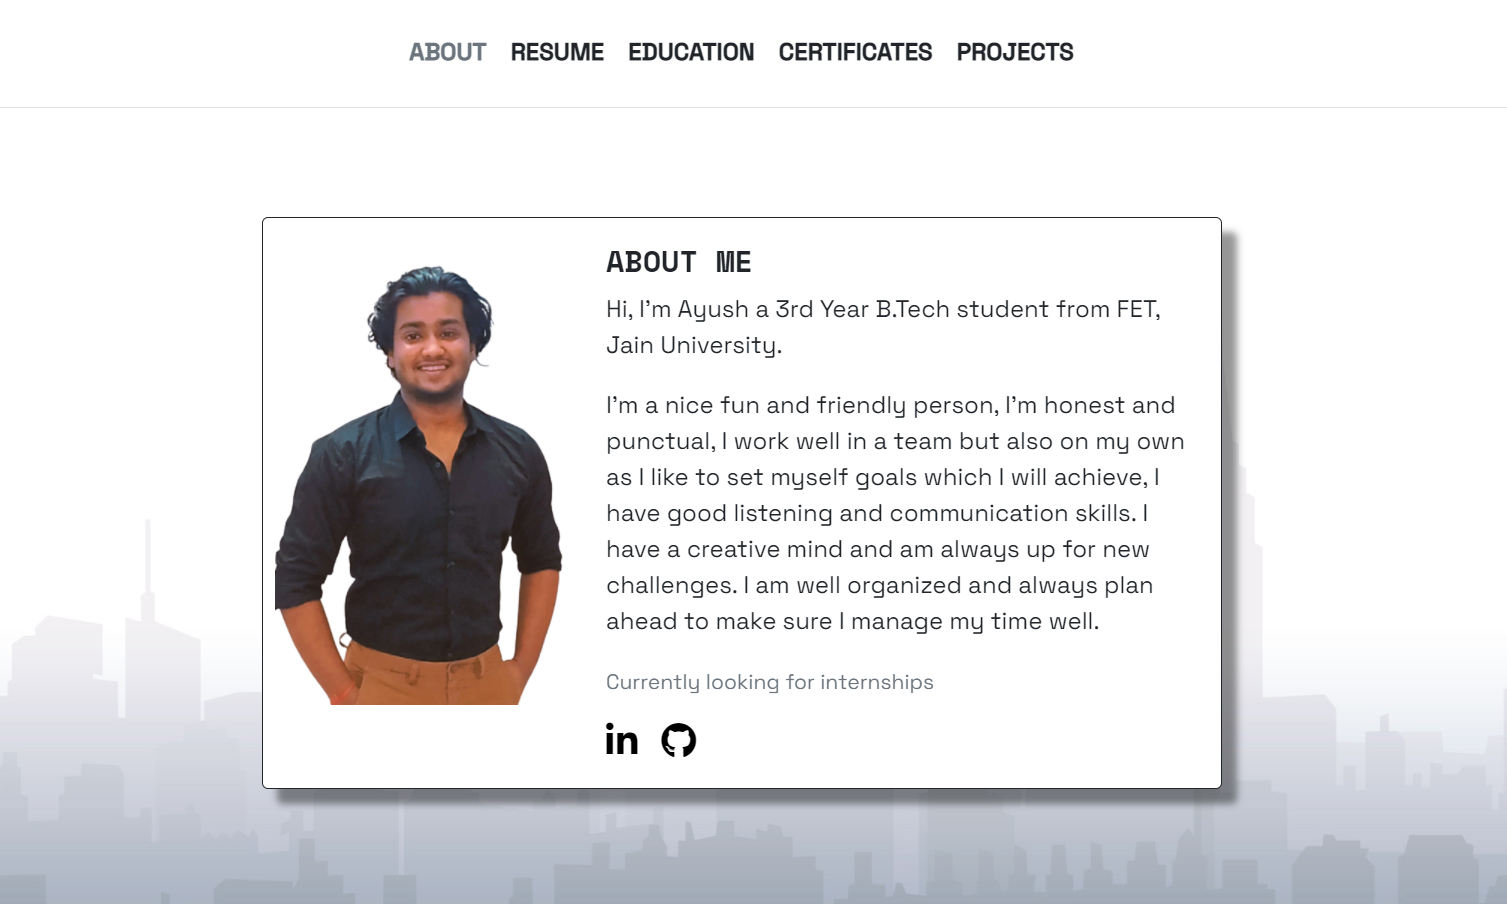 ABOUT RESUME EDUCATION CERTIFICATES PROJECTS
ABOUT ME
Hi, I'm Ayush a 3rd Year B.Tech student from FET,
Jain University.
I'm a nice fun and friendly person, I'm honest and
punctual, I work well in a team but also on my own
as I like to set myself goals which I will achieve, I
have good listening and communication skills. I
have a creative mind and am always up for new
challenges. I am well organized and always plan
ahead to make sure I manage my time well.
Currently looking for internships
in